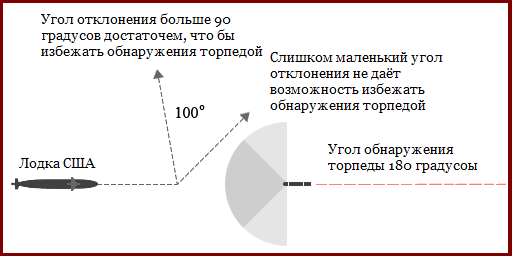 Угол отклонения больше 90
градусов достаточем, что бы
избежать обнаружения торпедой
Слишком маленький угол
отклонения не даёт
возможность избежать
обнаружения торпедой
100°
Лодка США
Угол обнаружения
торпеды 180 градусоы